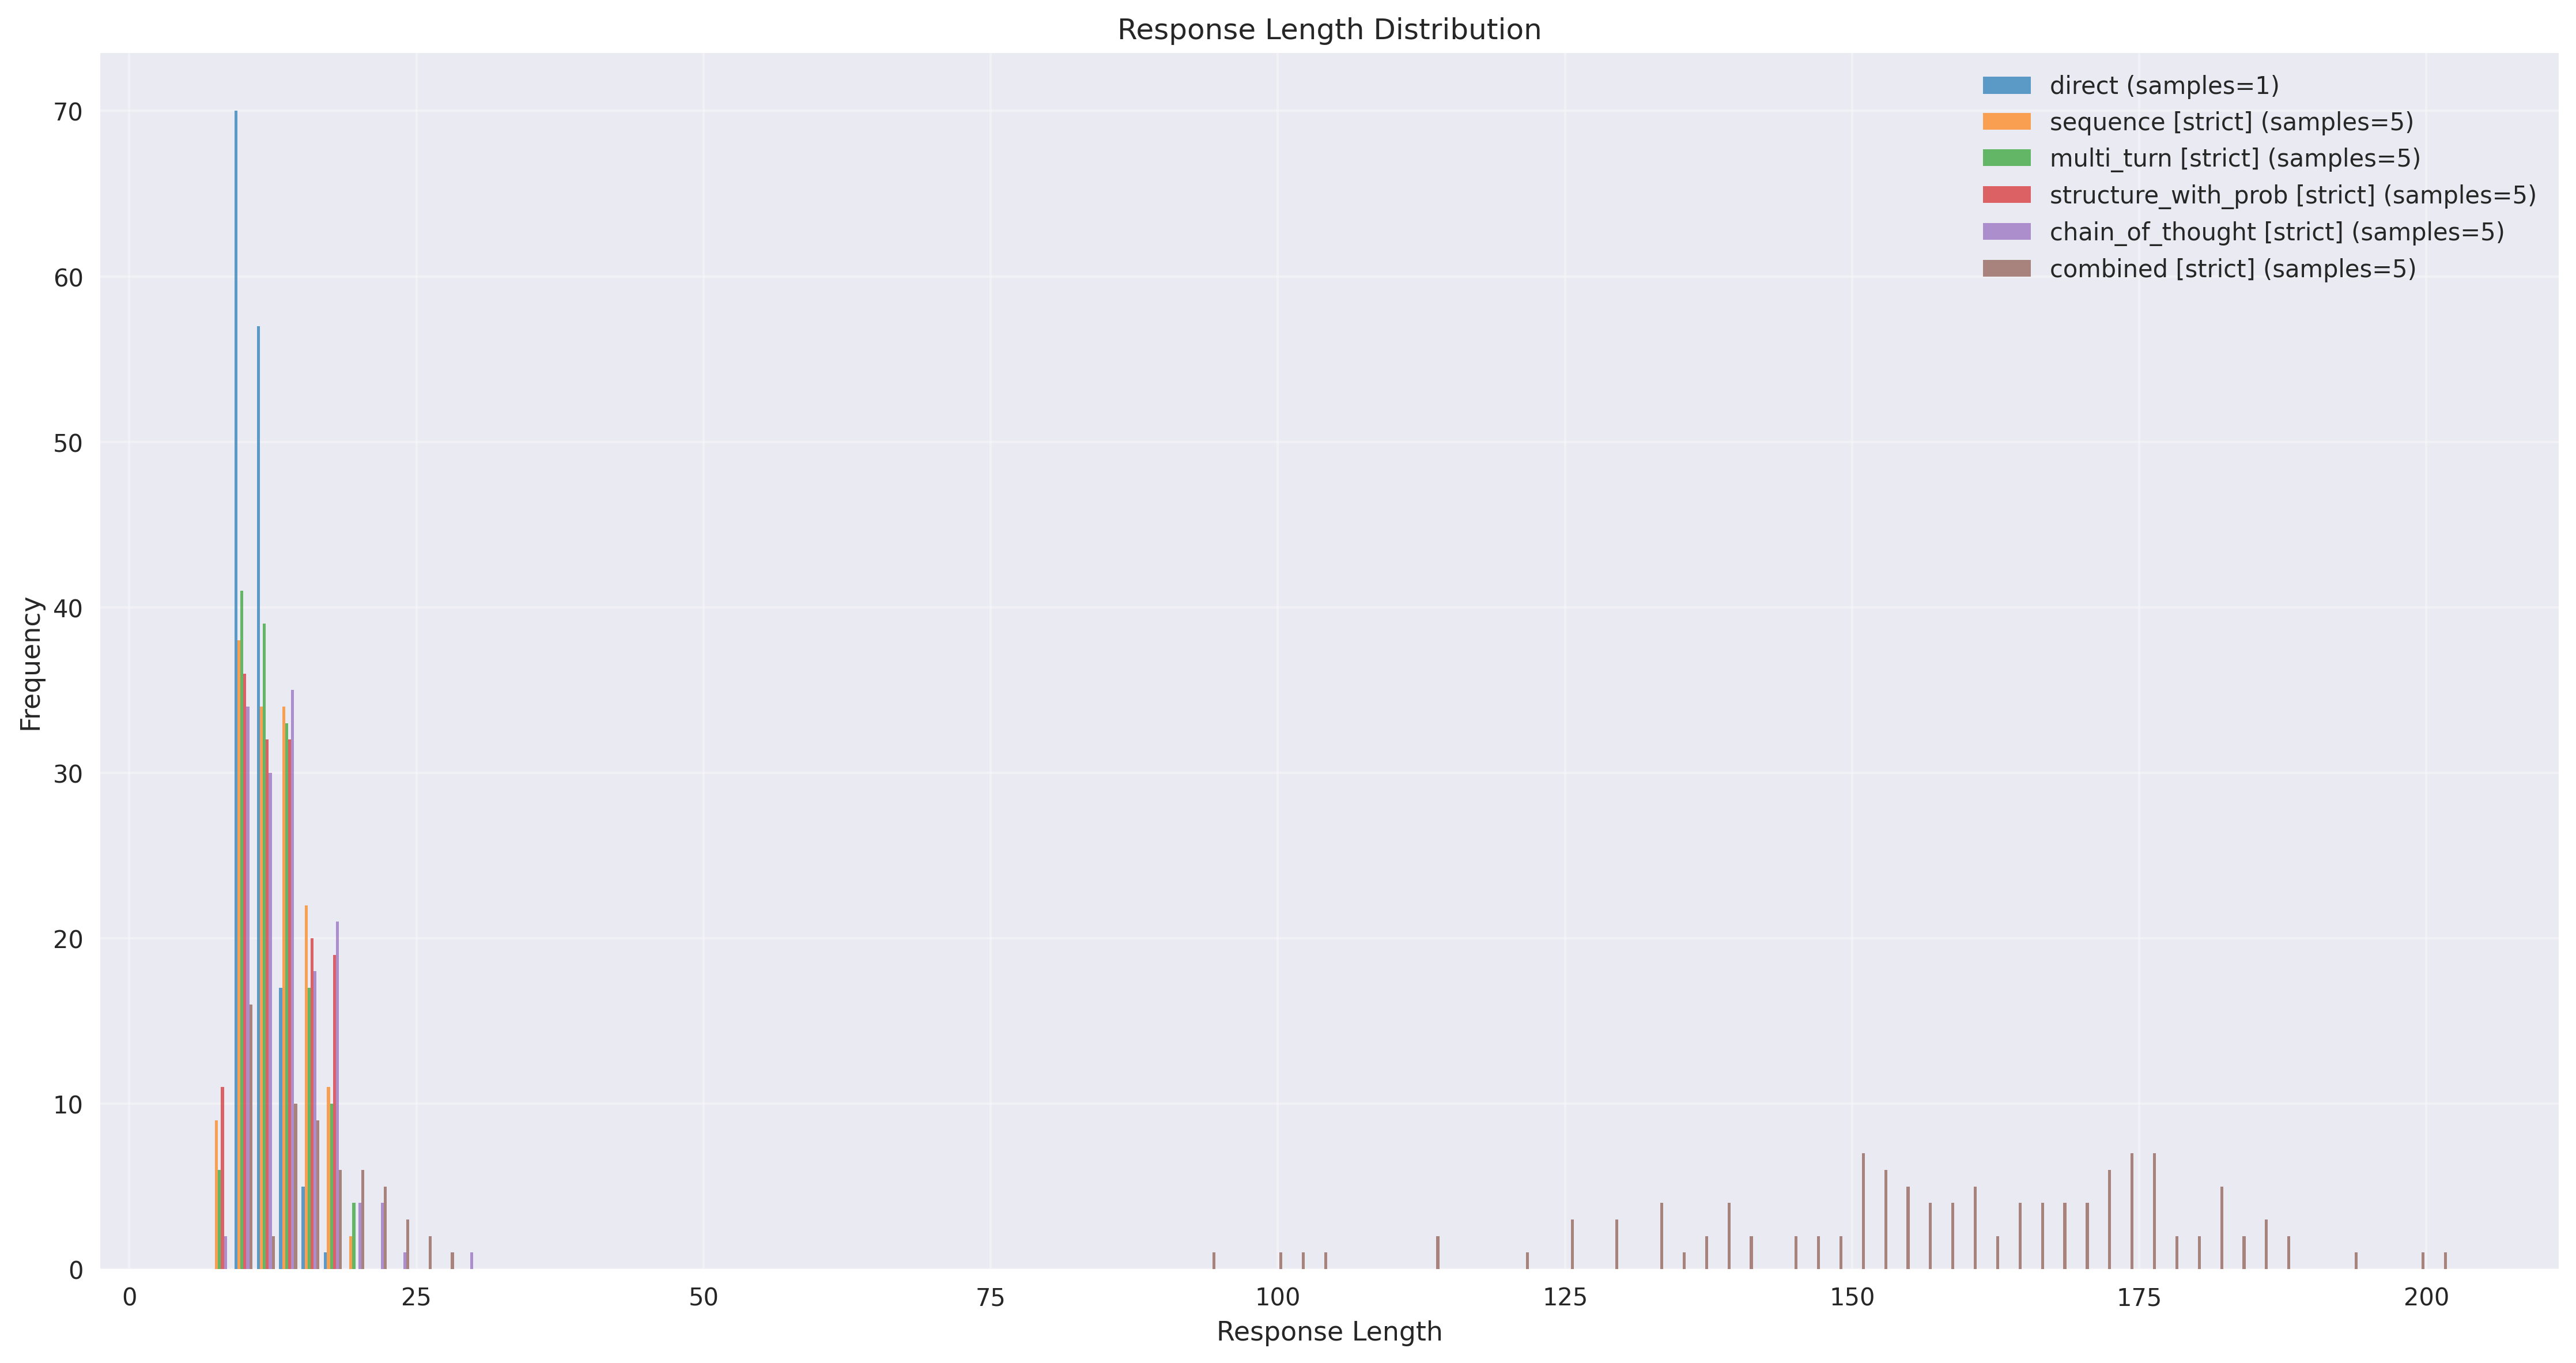 Response Length Distribution
direct (samples=1)
sequence [strict] (samples=5)
multi_turn [strict] (samples=5)
structure_with_prob [strict] (samples=5)
chain_of_thought [strict] (samples=5)
combined [strict] (samples=5)
Frequency
70
60
50
40
30
20
10
0
0 25 50 75 100 125 150 175 200
Response Length